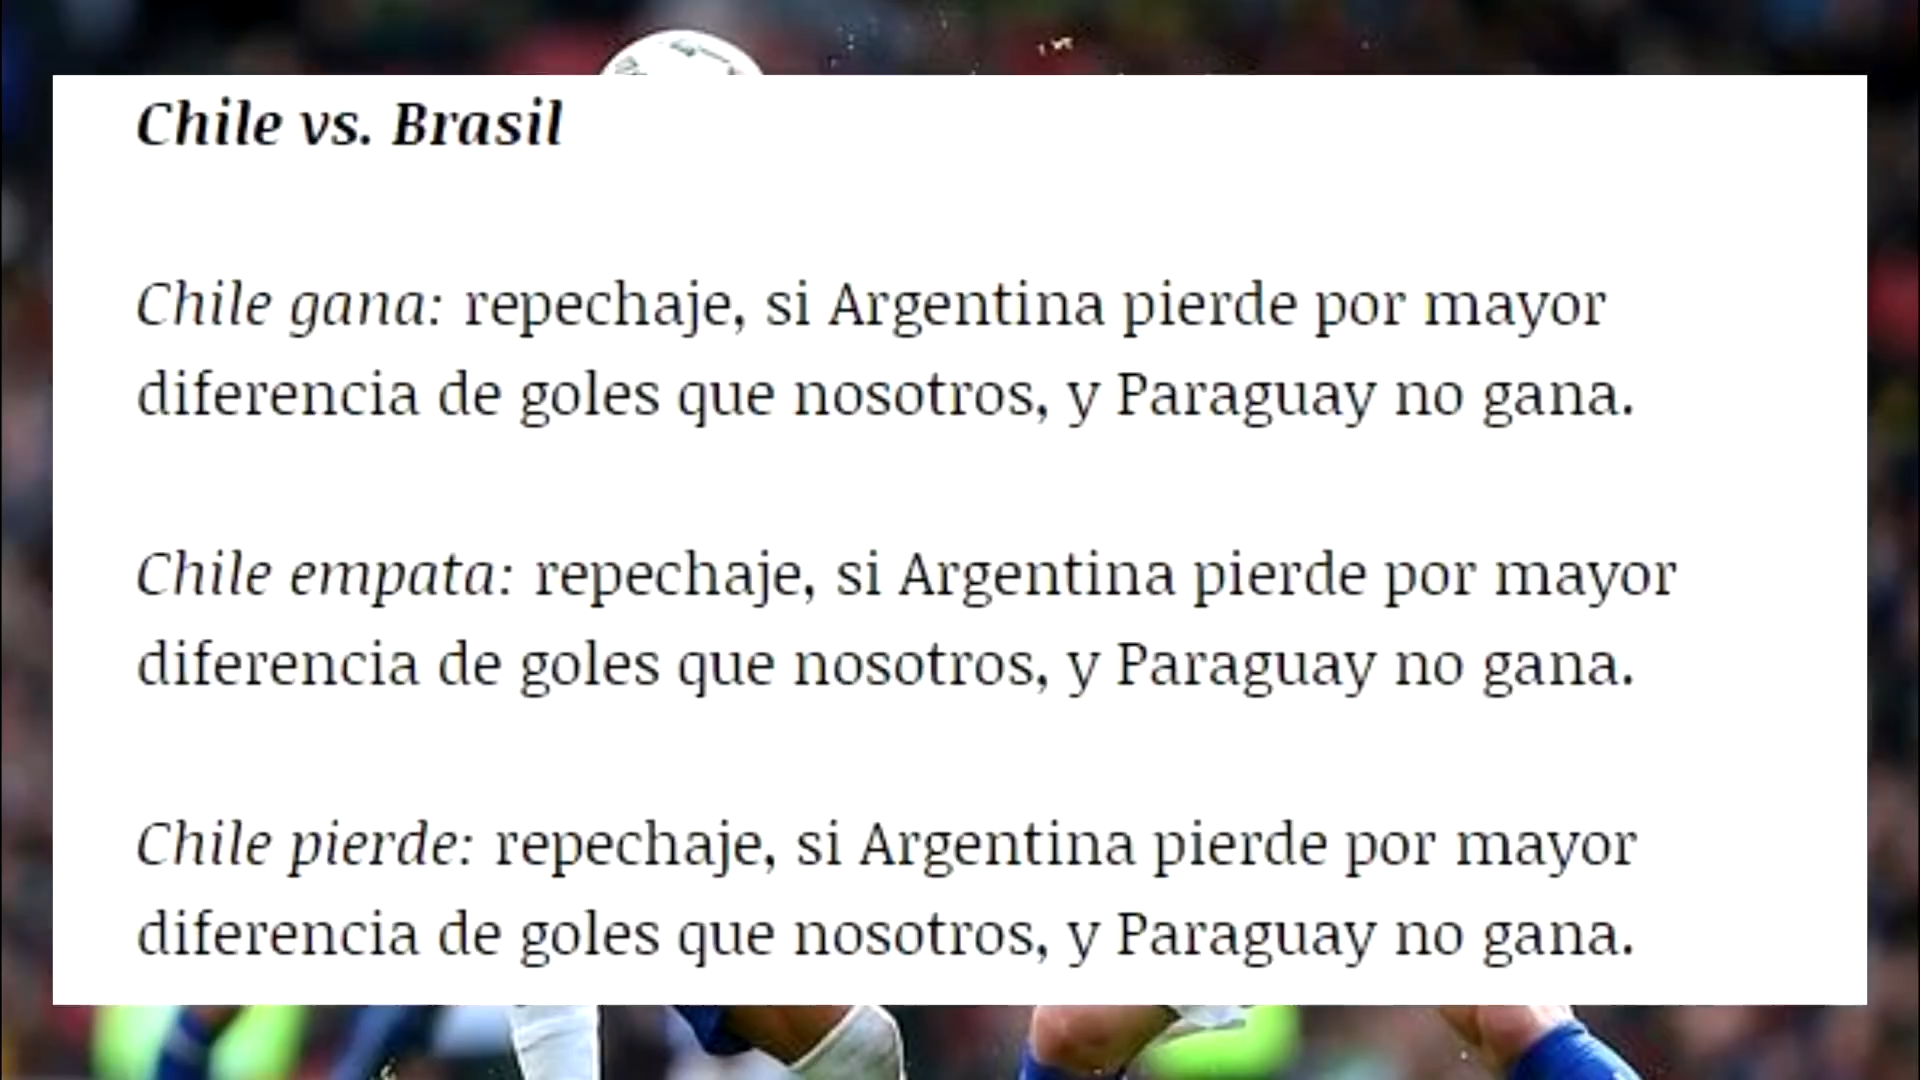 Chile vs. Brasil
Chile gana: repechaje, si Argentina pierde por mayor
diferencia de goles que nosotros, y Paraguay no gana.
Chile empata: repechaje, si Argentina pierde por mayor
diferencia de goles que nosotros, y Paraguay no gana.
Chile pierde: repechaje, si Argentina pierde por mayor
diferencia de goles que nosotros, y Paraguay no gana.